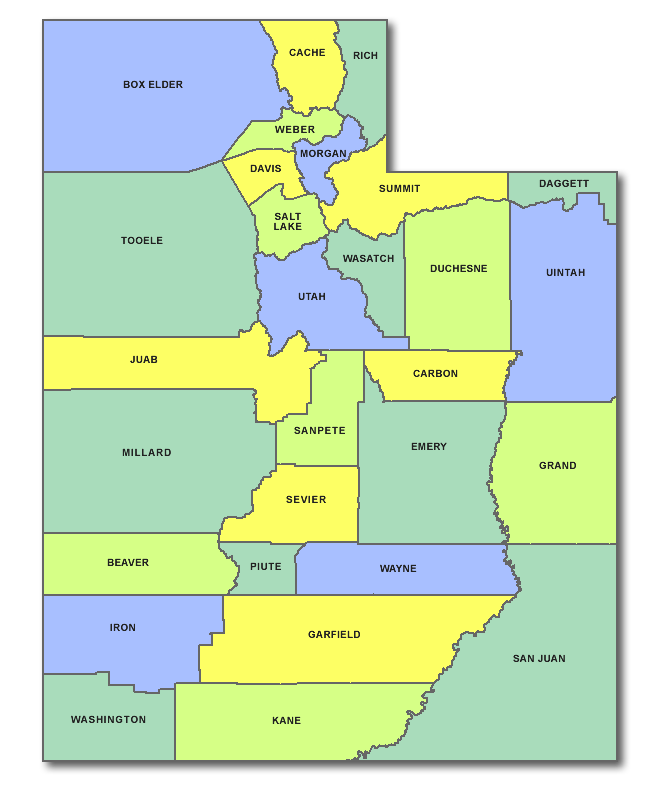 CACHE
RICH
BOX ELDER
WEBER
MORGAN
DAVIS
SUMMIT
DAGGETT
SALT
LAKE
TOOELE
WASATCH
DUCHESNE
UINTAH
UTAH
JUAB
CARBON
SANPETE
EMERY
MILLARD
GRAND
SEVIER
BEAVER
PIUTE
WAYNE
IRON
GARFIELD
SAN JUAN
WASHINGTON
KANE